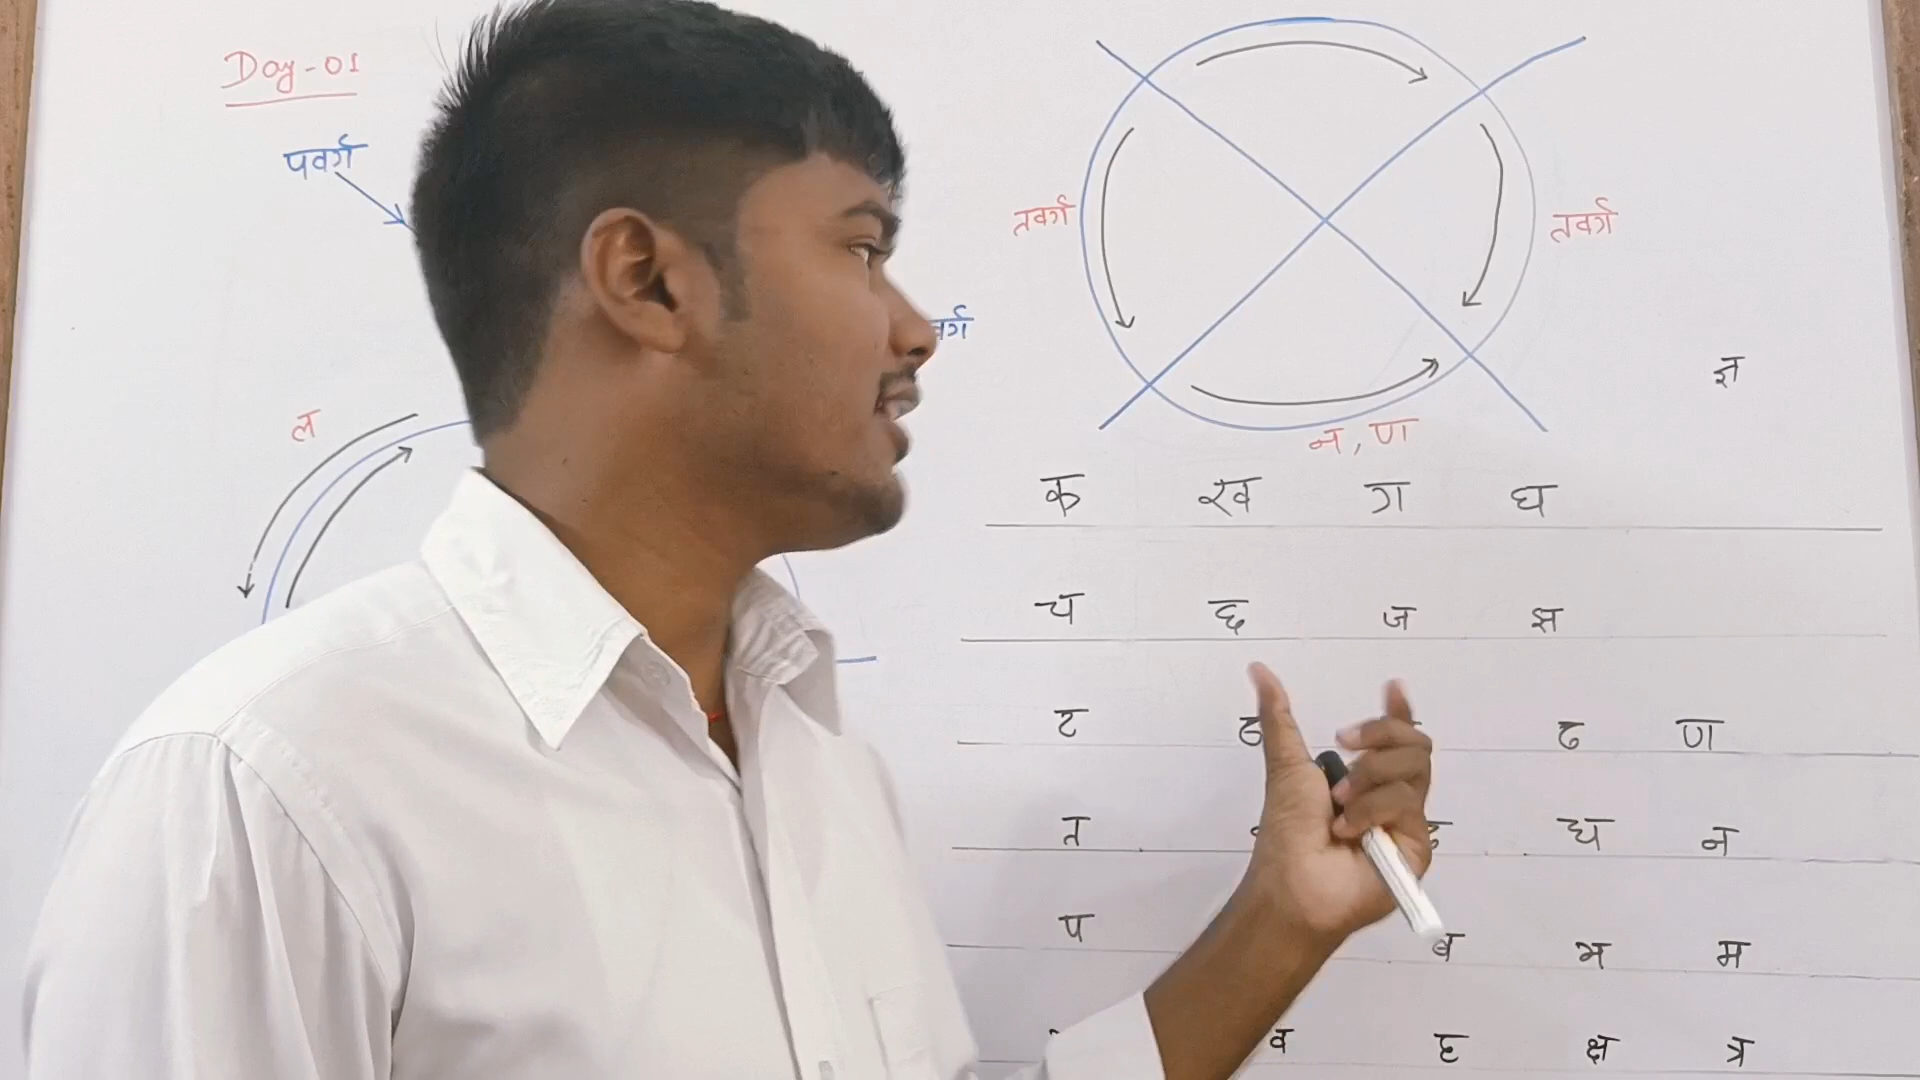 Day-01
पवर्ग
तवर्ग
तवर्ग
ज्ञ
ल
न, ण
क ख ग घ
च छ ज झ
ट ढ ण
त ध न
प ब भ म
व ह क्ष त्र